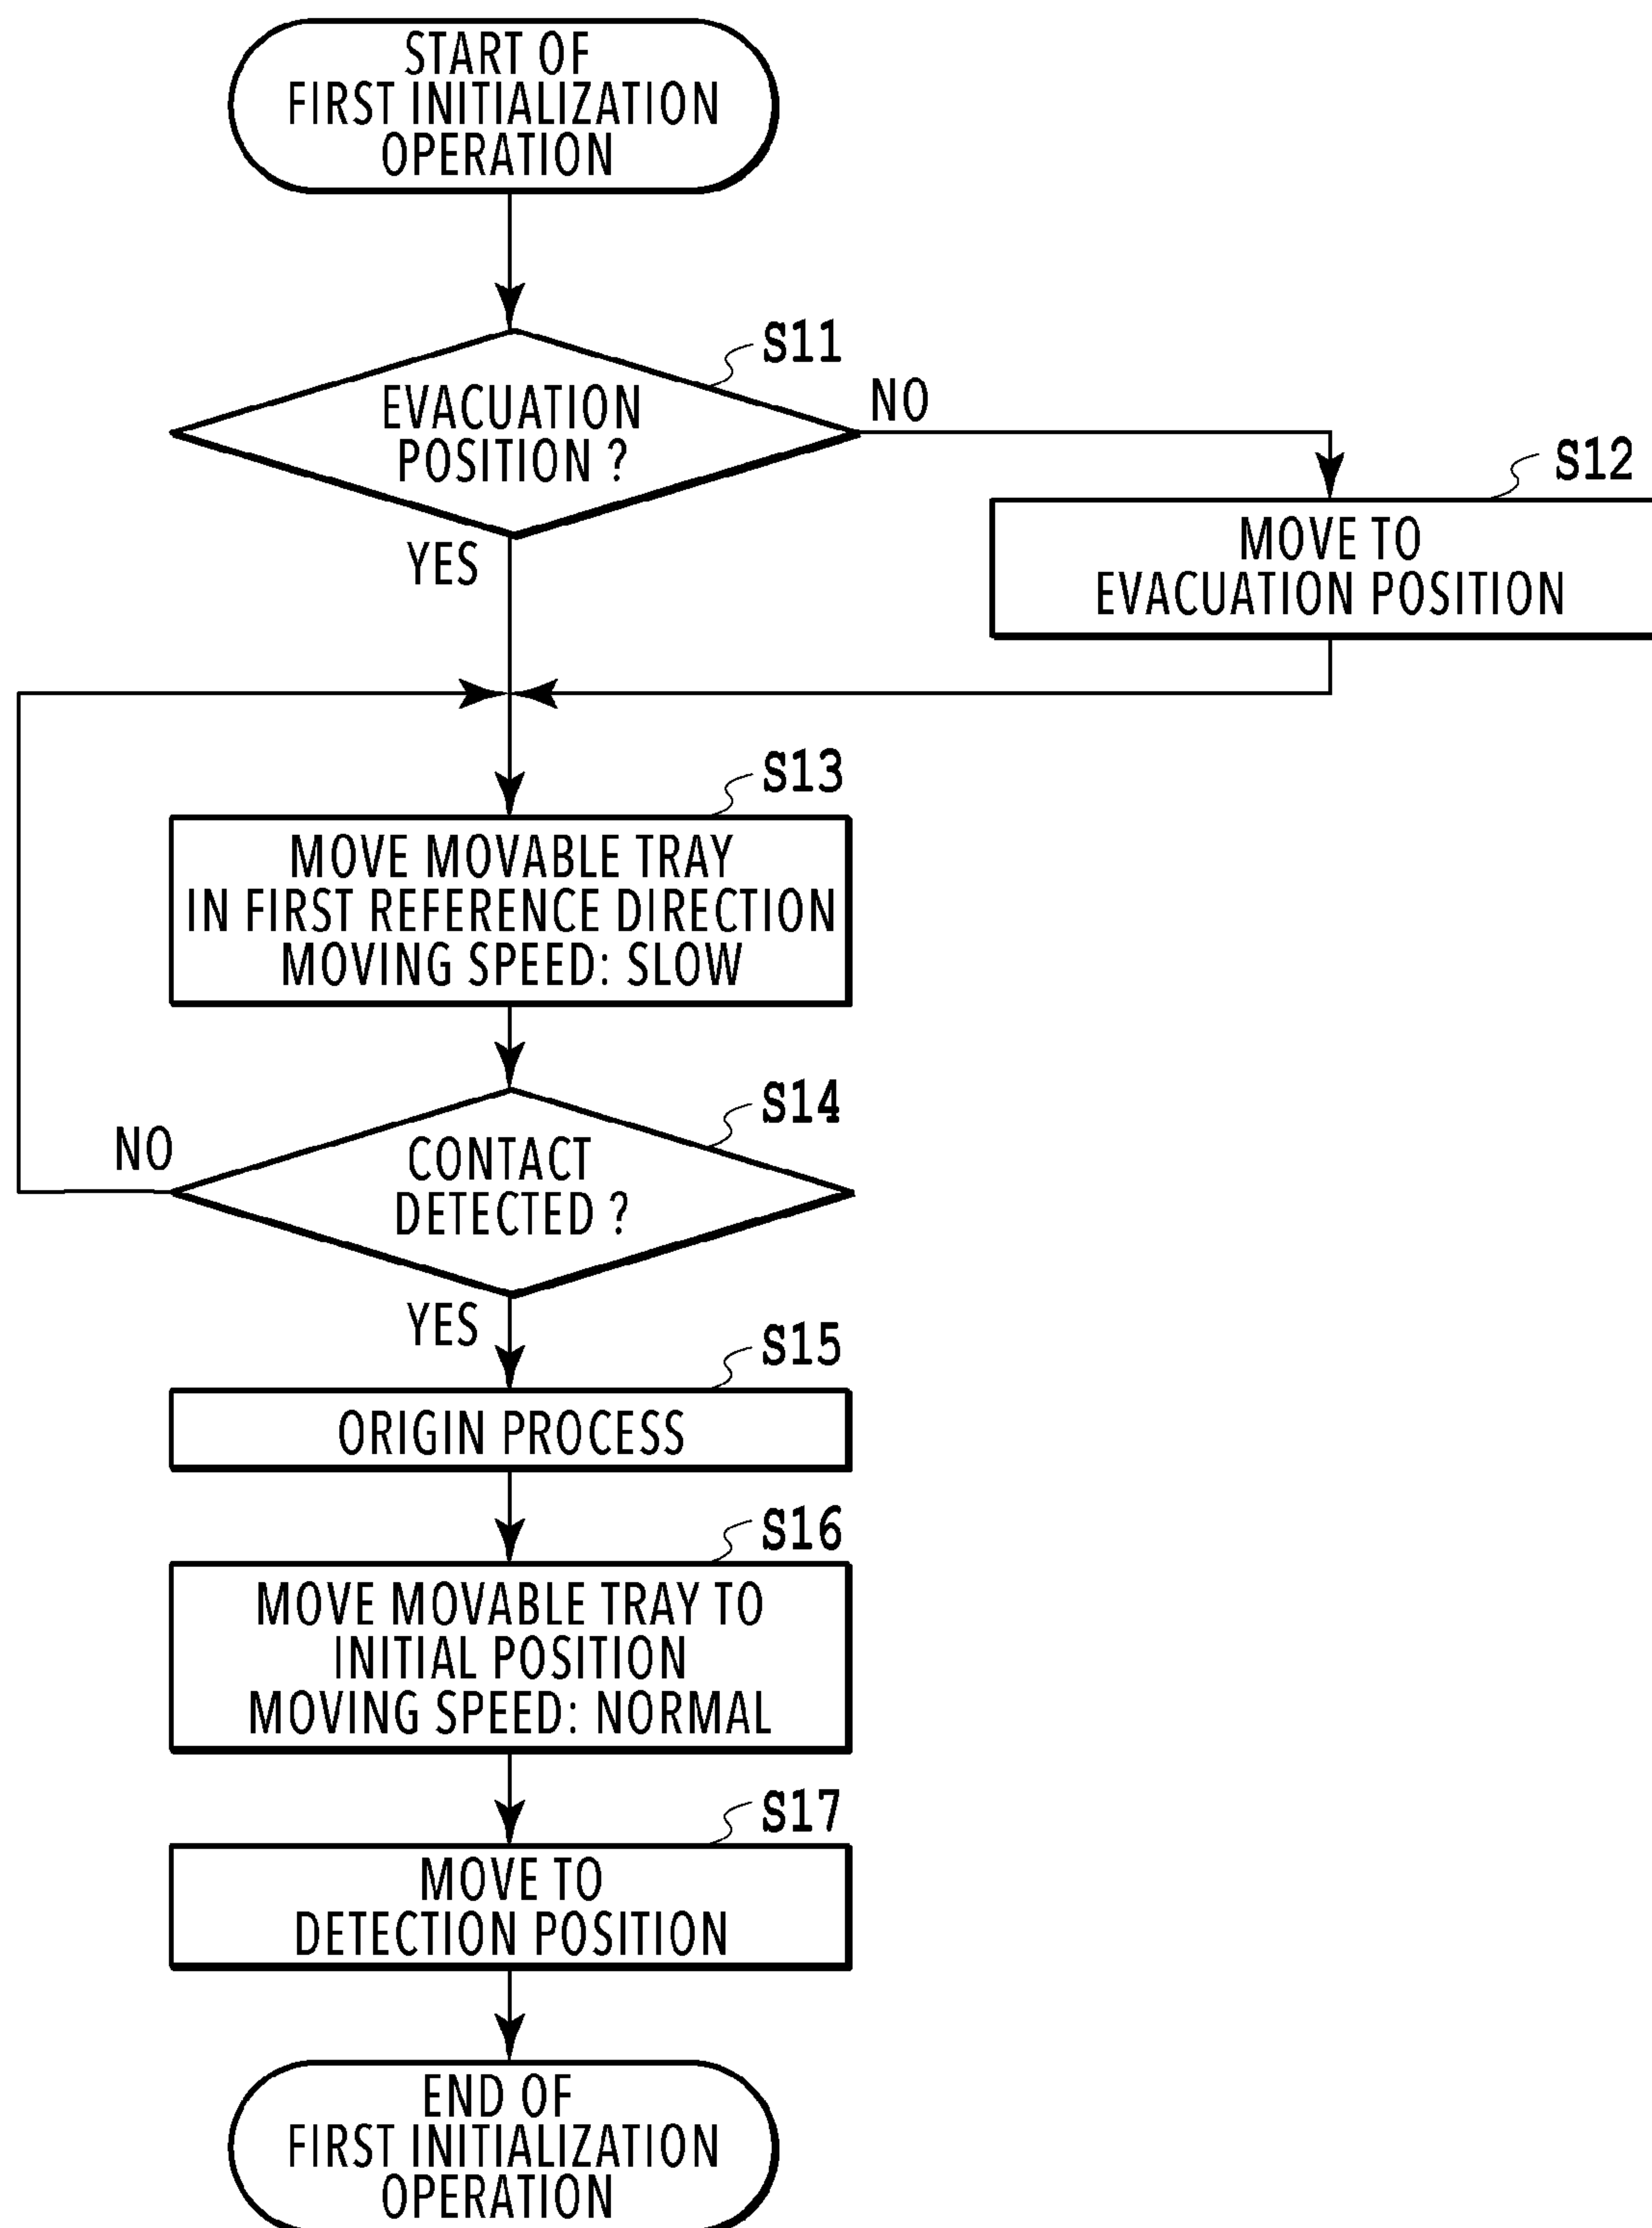 START OF
FIRST INITIALIZATION
OPERATION
S11
EVACUATION
POSITION ?
NO
YES
S12
MOVE TO
EVACUATION POSITION
S13
MOVE MOVABLE TRAY
IN FIRST REFERENCE DIRECTION
MOVING SPEED: SLOW
S14
CONTACT
DETECTED ?
NO
YES
S15
ORIGIN PROCESS
S16
MOVE MOVABLE TRAY TO
INITIAL POSITION
MOVING SPEED: NORMAL
S17
MOVE TO
DETECTION POSITION
END OF
FIRST INITIALIZATION
OPERATION